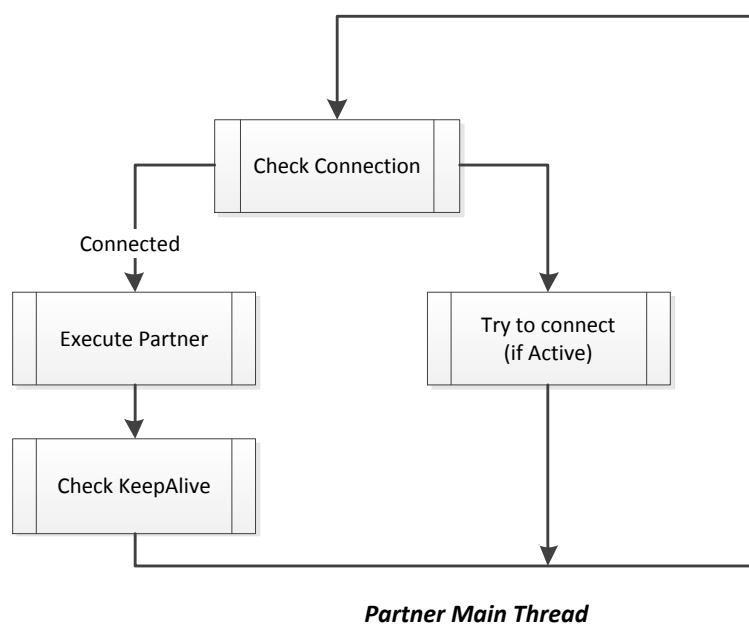 Check Connection
Connected
Execute Partner
Try to connect
(if Active)
Check KeepAlive
Partner Main Thread